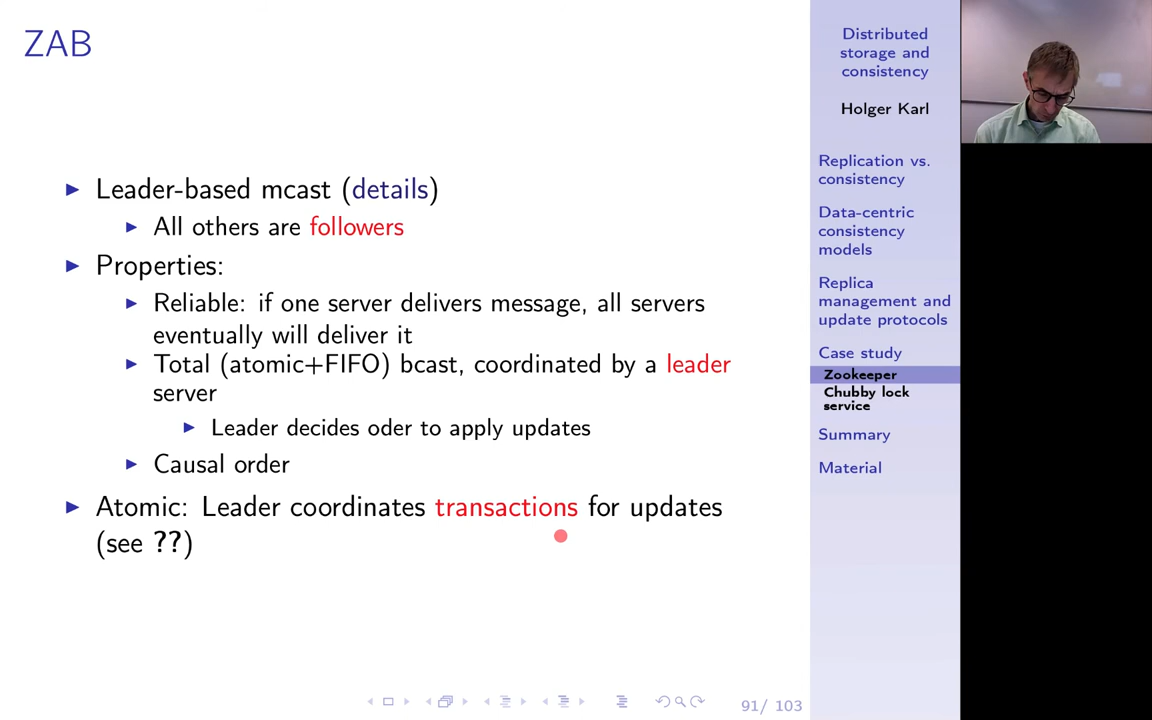 ZAB
Leader-based mcast (details)
All others are followers
Properties:
Reliable: if one server delivers message, all servers
eventually will deliver it
Total (atomic+FIFO) bcast, coordinated by a leader
server
Leader decides oder to apply updates
Causal order
Atomic: Leader coordinates transactions for updates
(see ??)
91/ 103
Distributed
storage and
consistency
Holger Karl
Replication vs.
consistency
Data-centric
consistency
models
Replica
management and
update protocols
Case study
Zookeeper
Chubby lock
service
Summary
Material